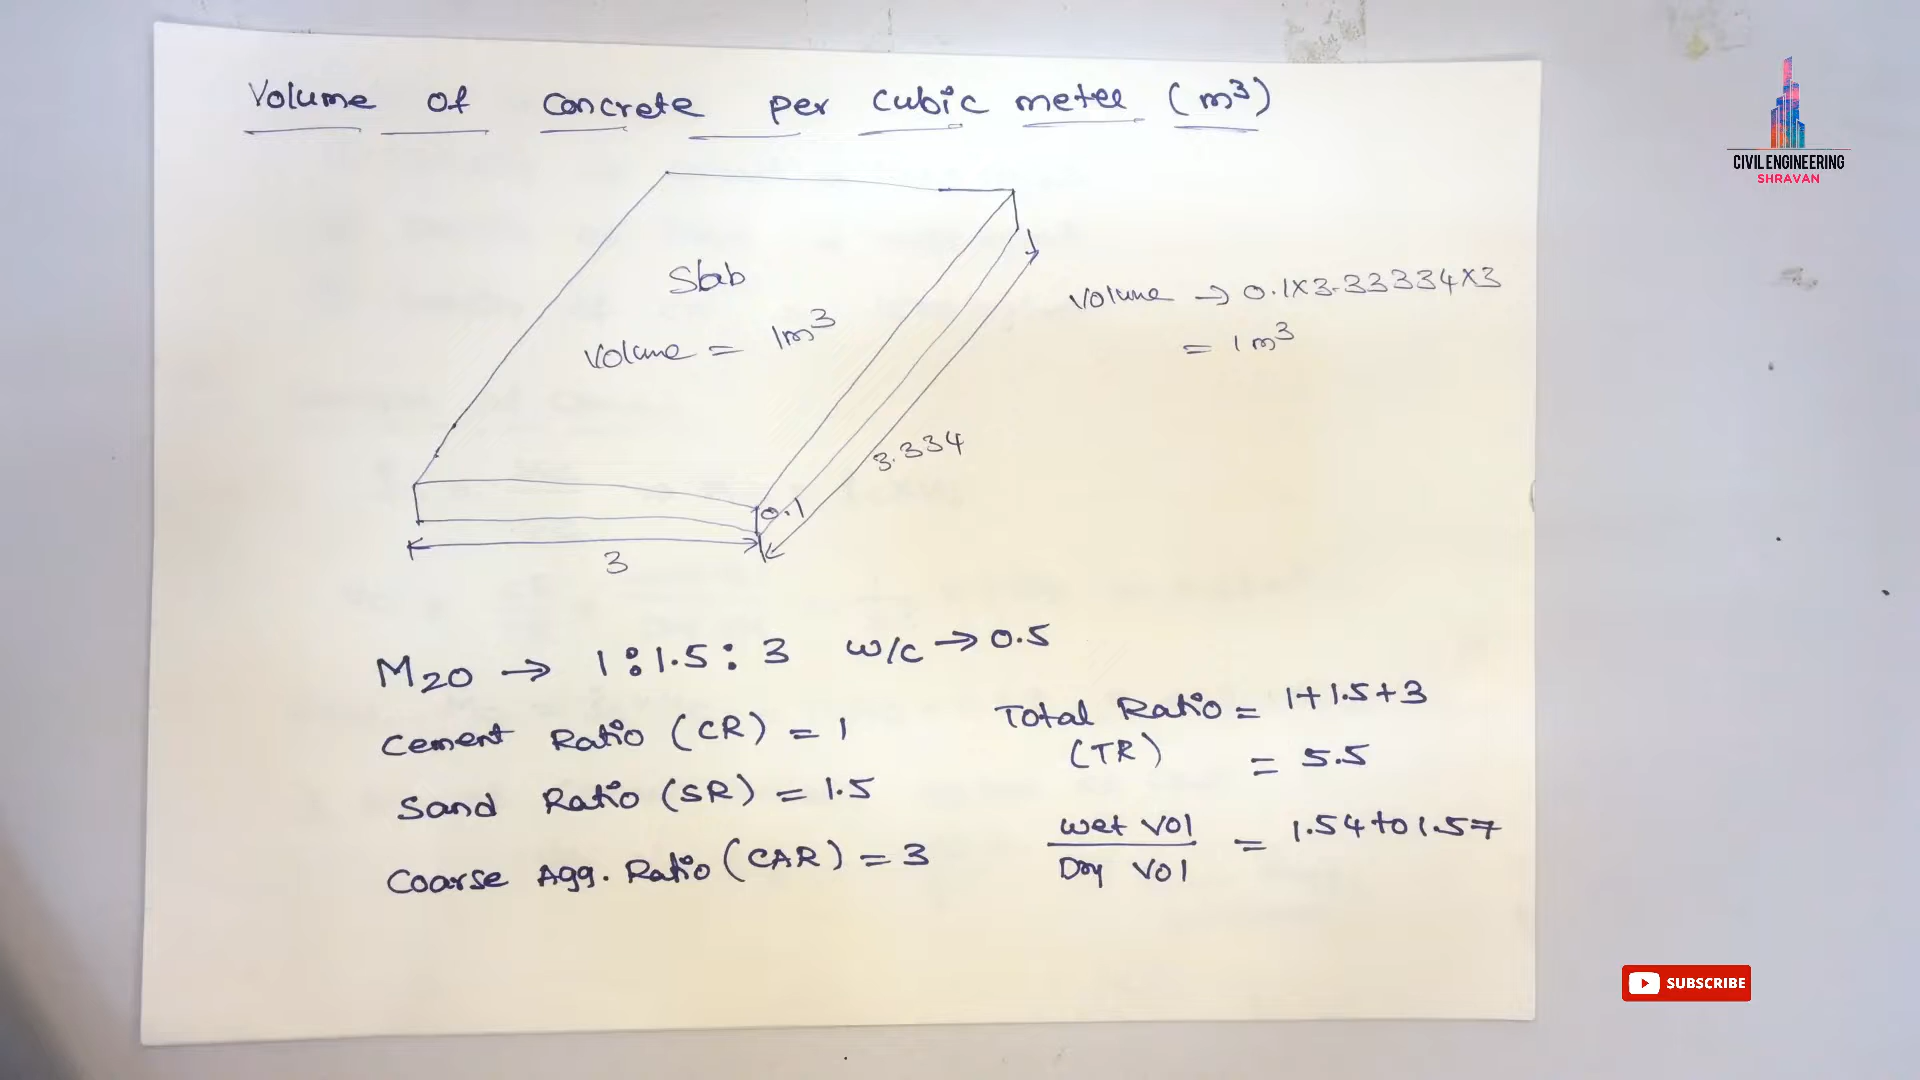 Volume of concrete per cubic meter (m³)
CIVIL ENGINEERING
SHRAVAN
Slab
Volume = 1m³
Volume → 0.1×3.33334×3
= 1m³
3.334
0.1
3
M20 → 1:1.5:3 w/c → 0.5
Cement Ratio (CR) = 1
Sand Ratio (SR) = 1.5
Coarse Agg. Ratio (CAR) = 3
Total Ratio = 1+1.5+3
(TR) = 5.5
Wet Vol
Dry Vol
= 1.54 to 1.57
SUBSCRIBE